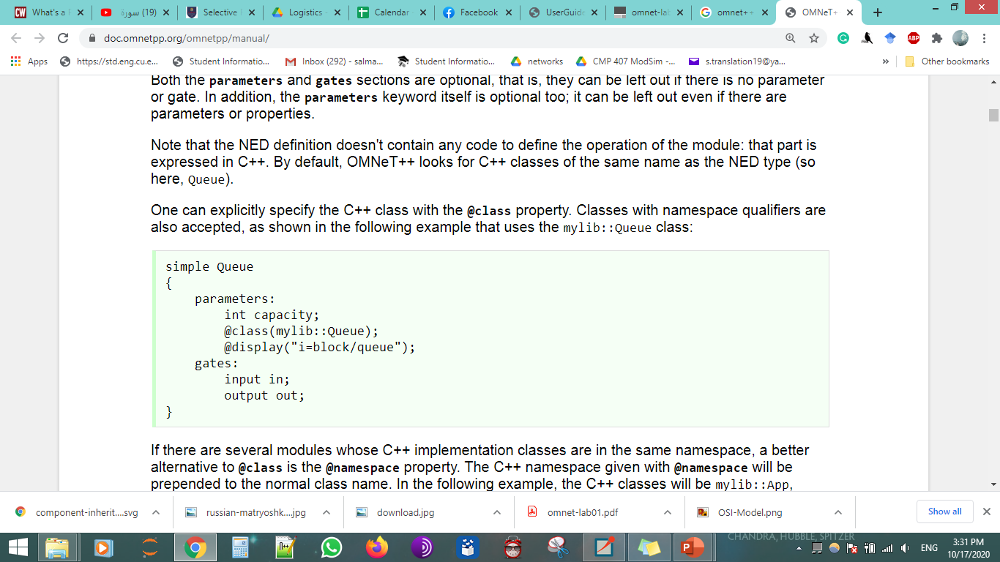 What's a
(19) سورة
Selective
Logistics
Calendar
Facebook
UserGuid
omnet-la
omnet++
OMNeT+
doc.omnetpp.org/omnetpp/manual/
ABP
Apps
https://std.eng.cu.e...
Student Informatio...
Inbox (292) - salma...
Student Informatio...
networks
CMP 407 ModSim -...
s.translation19@ya...
»
Other bookmarks
Both the parameters and gates sections are optional, that is, they can be left out if there is no parameter
or gate. In addition, the parameters keyword itself is optional too; it can be left out even if there are
parameters or properties.
Note that the NED definition doesn't contain any code to define the operation of the module: that part is
expressed in C++. By default, OMNeT++ looks for C++ classes of the same name as the NED type (so
here, Queue).
One can explicitly specify the C++ class with the @class property. Classes with namespace qualifiers are
also accepted, as shown in the following example that uses the mylib::Queue class:
simple Queue
{
parameters:
int capacity;
@class(mylib::Queue);
@display("i=block/queue");
gates:
input in;
output out;
}
If there are several modules whose C++ implementation classes are in the same namespace, a better
alternative to @class is the @namespace property. The C++ namespace given with @namespace will be
prepended to the normal class name. In the following example, the C++ classes will be mylib::App,
component-inherit....svg
russian-matryoshk....jpg
download.jpg
omnet-lab01.pdf
OSI-Model.png
Show all
CHANDRA, HUBBLE, SPITZER
ENG
3:31 PM
10/17/2020